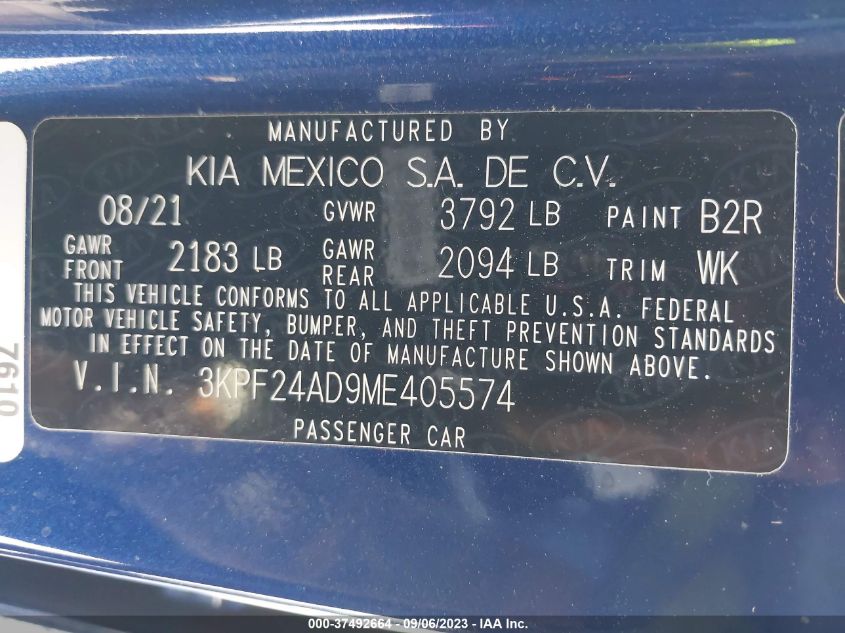 MANUFACTURED BY
KIA MEXICO S.A. DE C.V.
08/21 GVWR 3792 LB PAINT B2R
GAWR FRONT 2183 LB GAWR REAR 2094 LB TRIM WK
THIS VEHICLE CONFORMS TO ALL APPLICABLE U.S.A. FEDERAL
MOTOR VEHICLE SAFETY, BUMPER, AND THEFT PREVENTION STANDARDS
IN EFFECT ON THE DATE OF MANUFACTURE SHOWN ABOVE.
V.I.N. 3KPF24AD9ME405574
PASSENGER CAR
7610
000-37492664 - 09/06/2023 - IAA Inc.